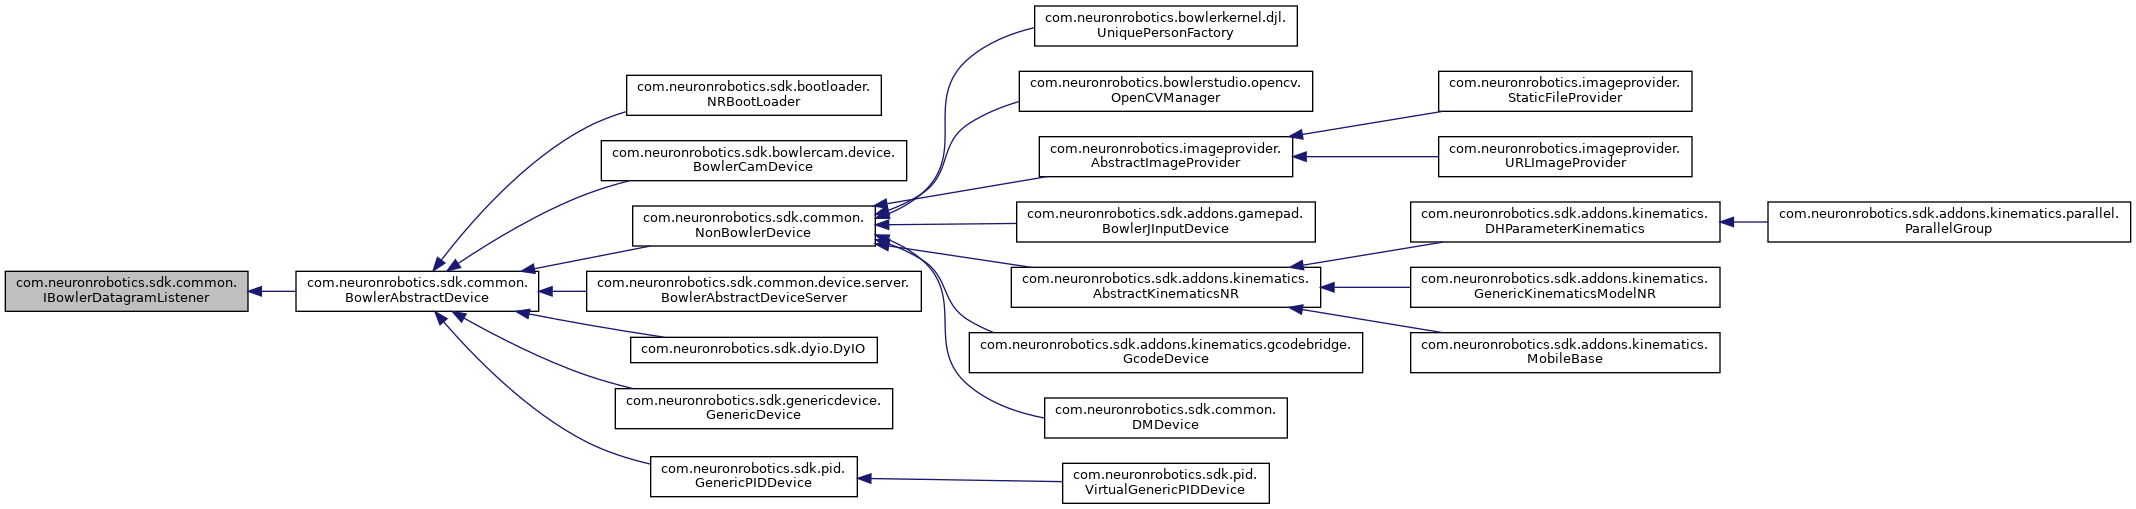 com.neuronrobotics.sdk.common.
IBowlerDatagramListener
com.neuronrobotics.sdk.common.
BowlerAbstractDevice
com.neuronrobotics.sdk.bootloader.
NRBootLoader
com.neuronrobotics.sdk.bowlercam.device.
BowlerCamDevice
com.neuronrobotics.sdk.common.
NonBowlerDevice
com.neuronrobotics.sdk.common.device.server.
BowlerAbstractDeviceServer
com.neuronrobotics.sdk.dyio.DyIO
com.neuronrobotics.sdk.genericdevice.
GenericDevice
com.neuronrobotics.sdk.pid.
GenericPIDDevice
com.neuronrobotics.bowlerkernel.djl.
UniquePersonFactory
com.neuronrobotics.bowlerstudio.opencv.
OpenCVManager
com.neuronrobotics.imageprovider.
AbstractImageProvider
com.neuronrobotics.sdk.addons.gamepad.
BowlerJInputDevice
com.neuronrobotics.sdk.addons.kinematics.
AbstractKinematicsNR
com.neuronrobotics.sdk.addons.kinematics.gcodebridge.
GcodeDevice
com.neuronrobotics.sdk.common.
DMDevice
com.neuronrobotics.sdk.pid.
VirtualGenericPIDDevice
com.neuronrobotics.imageprovider.
StaticFileProvider
com.neuronrobotics.imageprovider.
URLImageProvider
com.neuronrobotics.sdk.addons.kinematics.
DHParameterKinematics
com.neuronrobotics.sdk.addons.kinematics.
GenericKinematicsModelNR
com.neuronrobotics.sdk.addons.kinematics.
MobileBase
com.neuronrobotics.sdk.addons.kinematics.parallel.
ParallelGroup